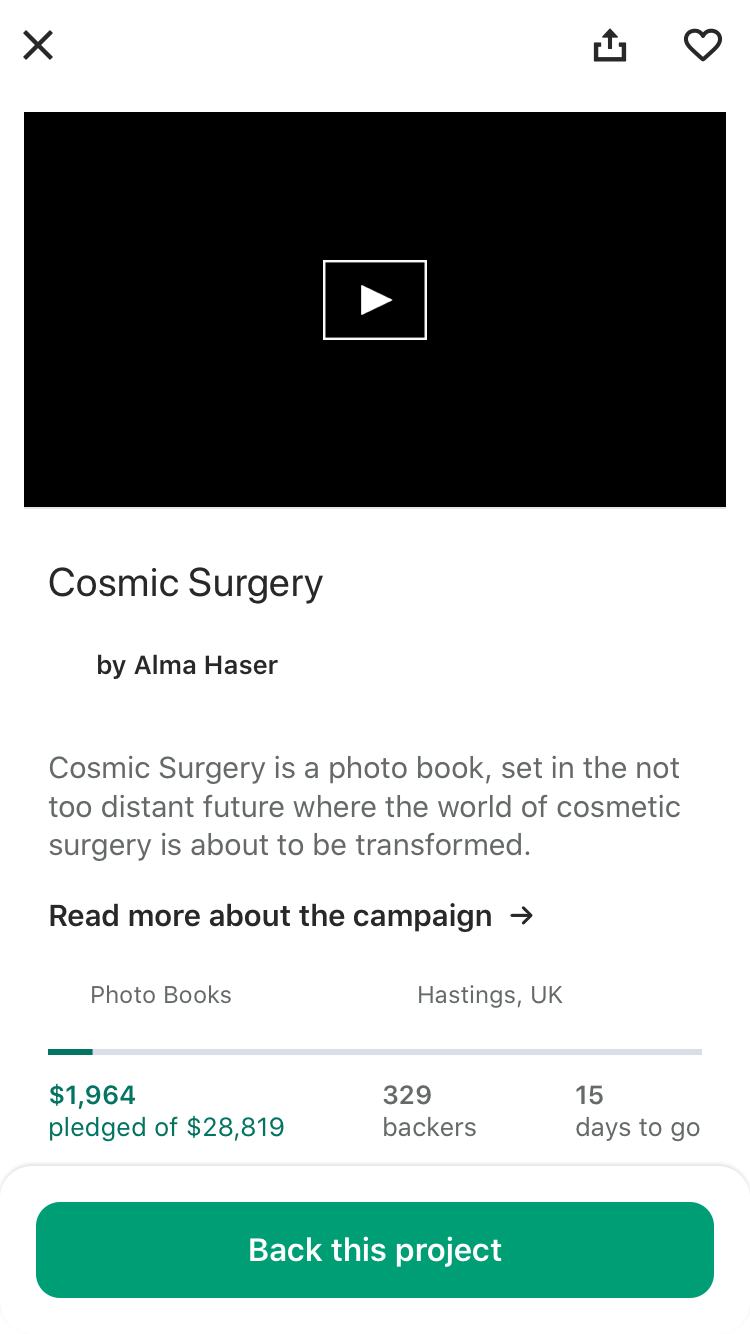 Cosmic Surgery
by Alma Haser
Cosmic Surgery is a photo book, set in the not
too distant future where the world of cosmetic
surgery is about to be transformed.
Read more about the campaign →
Photo Books
Hastings, UK
$1,964
pledged of $28,819
329
backers
15
days to go
Back this project